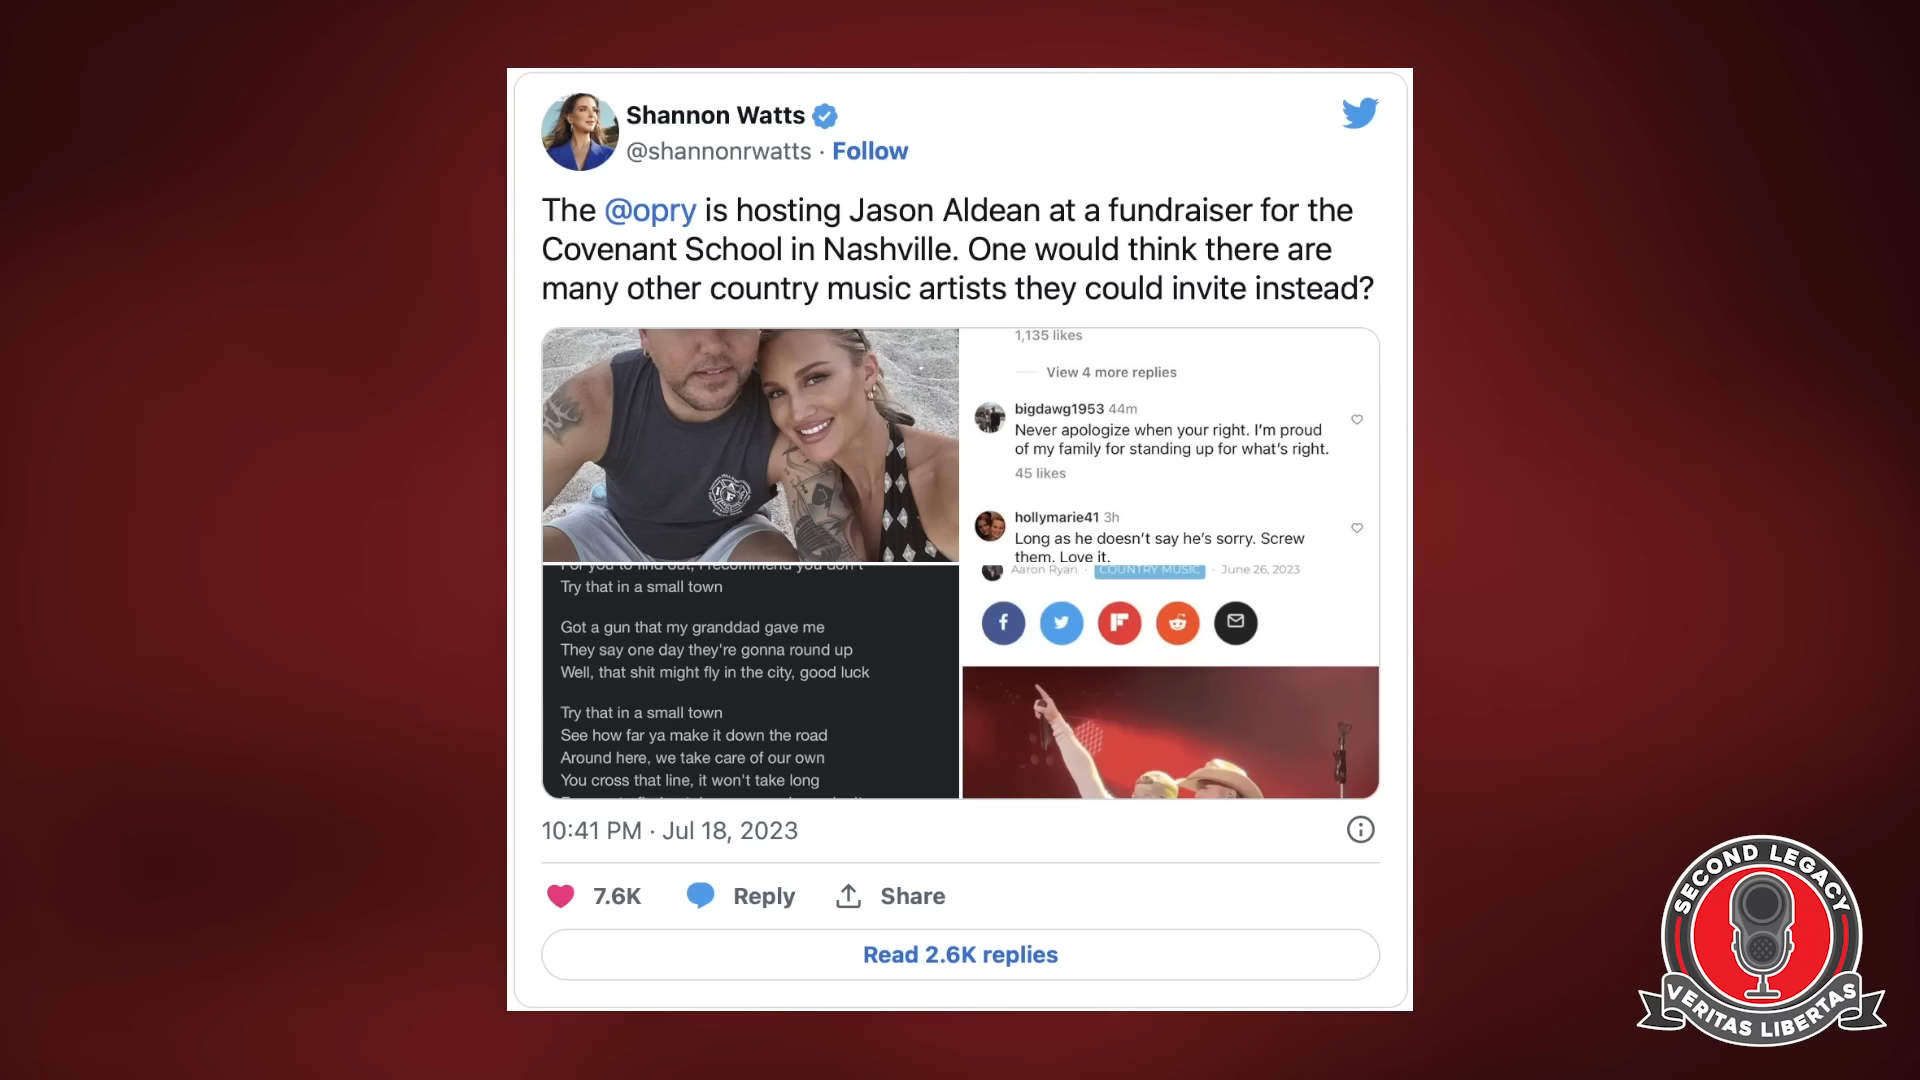 Shannon Watts
@shannonrwatts · Follow
The @opry is hosting Jason Aldean at a fundraiser for the
Covenant School in Nashville. One would think there are
many other country music artists they could invite instead?
1,135 likes
View 4 more replies
bigdawg1953 44m
Never apologize when your right. I'm proud
of my family for standing up for what's right.
45 likes
hollymarie41 3h
Long as he doesn't say he's sorry. Screw
them. Love it.
For you to find out, I recommend you don't
Try that in a small town
Got a gun that my granddad gave me
They say one day they're gonna round up
Well, that shit might fly in the city, good luck
Try that in a small town
See how far ya make it down the road
Around here, we take care of our own
You cross that line, it won't take long
Aaron Ryan · COUNTRY MUSIC · June 26, 2023
10:41 PM · Jul 18, 2023
7.6K Reply Share
Read 2.6K replies
SECOND LEGACY
VERITAS LIBERTAS